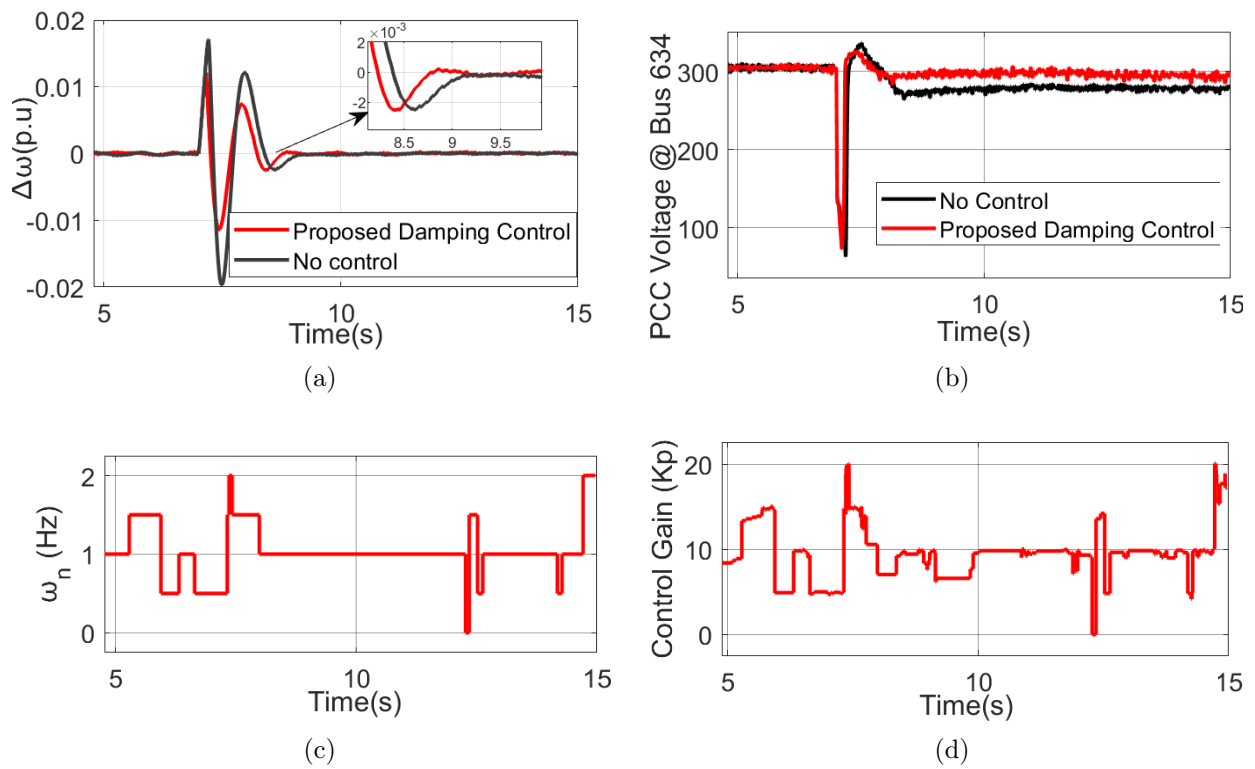 0.02
0.01
0
-0.01
-0.02
Δω(p.u)
×10⁻³
2
0
-2
8.5 9 9.5
Proposed Damping Control
No control
5 10 15
Time(s)
(a)
300
200
100
PCC Voltage @ Bus 634
No Control
Proposed Damping Control
5 10 15
Time(s)
(b)
2
1
0
ω_n (Hz)
5 10 15
Time(s)
(c)
20
10
0
Control Gain (Kp)
5 10 15
Time(s)
(d)